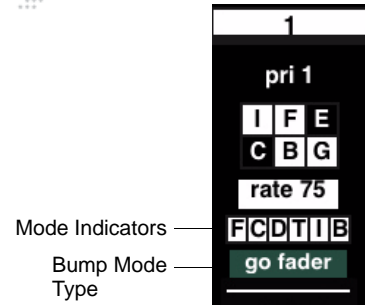 1
pri 1
I F E
C B G
rate 75
Mode Indicators
F C D T I B
Bump Mode
Type
go fader